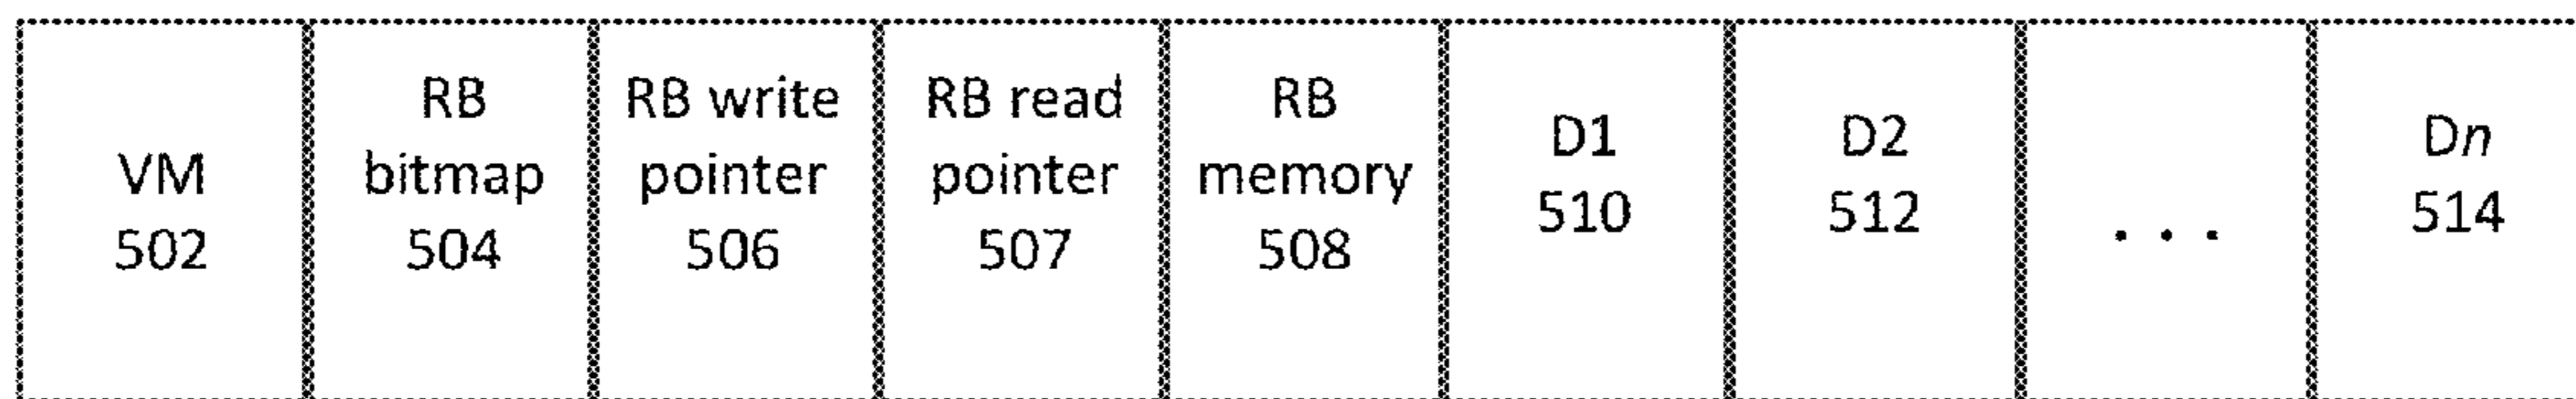 VM
502
RB
bitmap
504
RB write
pointer
506
RB read
pointer
507
RB
memory
508
D1
510
D2
512
. . .
Dn
514